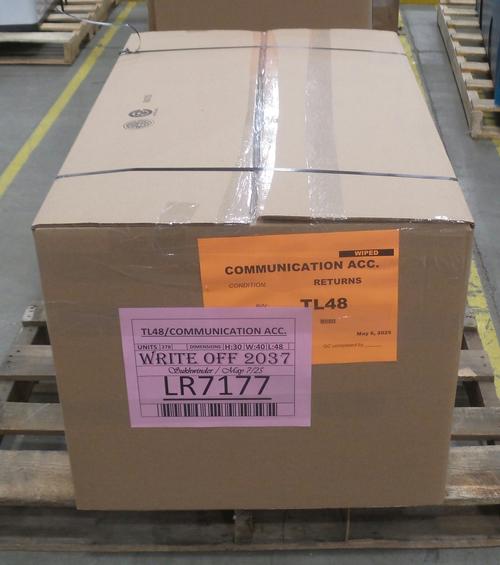 WIPED
COMMUNICATION ACC.
CONDITION: RETURNS
TL48
May 6, 2025
QC completed by
TL48/COMMUNICATION ACC.
UNITS 279 DIMENSIONS H:30 W:40 L:48
WRITE OFF 2037
Sukhwinder / May 7/25
LR7177